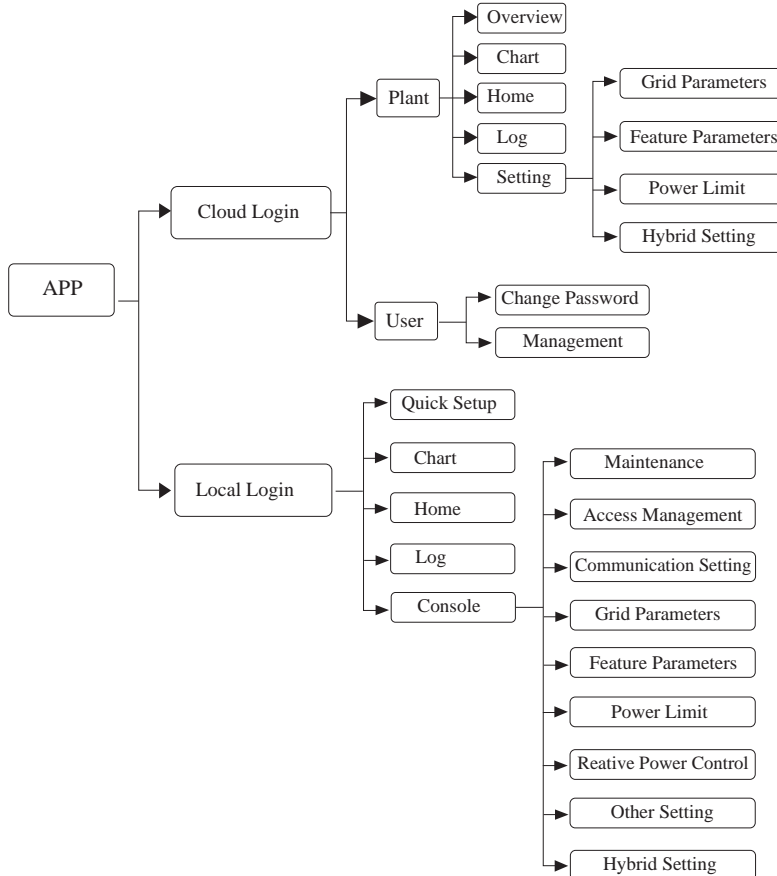 APP
Cloud Login
Plant
Overview
Chart
Home
Log
Setting
Grid Parameters
Feature Parameters
Power Limit
Hybrid Setting
User
Change Password
Management
Local Login
Quick Setup
Chart
Home
Log
Console
Maintenance
Access Management
Communication Setting
Grid Parameters
Feature Parameters
Power Limit
Reative Power Control
Other Setting
Hybrid Setting